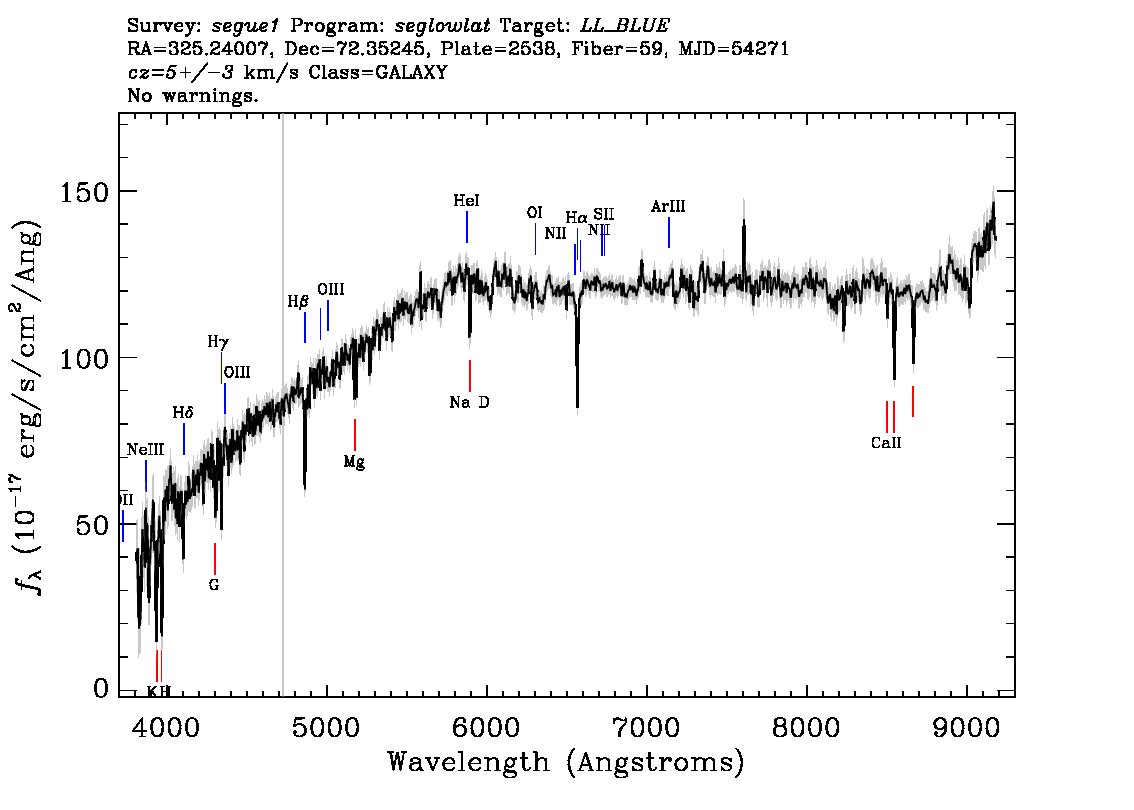 Survey: segue1 Program: seglowlat Target: LL_BLUE
RA=325.24007, Dec=72.35245, Plate=2538, Fiber=59, MJD=54271
cz=5+/-3 km/s Class=GALAXY
No warnings.
150
100
50
0
fλ (10−17 erg/s/cm2/Ang)
HeI
OI
Hα
SII
NII
NII
ArIII
Hβ
OIII
Hγ
OIII
Hδ
NeIII
OII
Na D
Mg
CaII
G
K H
4000 5000 6000 7000 8000 9000
Wavelength (Angstroms)